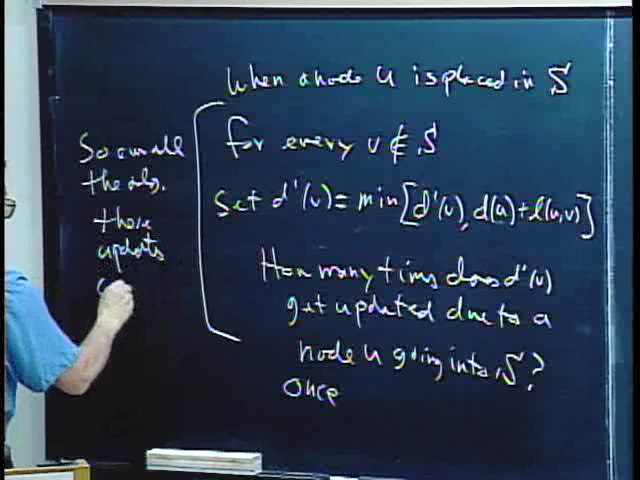 When a node u is placed in S
for every v ∉ S
Set d'(v) = min [d'(v), d(u) + l(u,v)]
How many times does d'(v)
get updated due to a
node u going into S?
Once
So overall
the alg.
these
updates